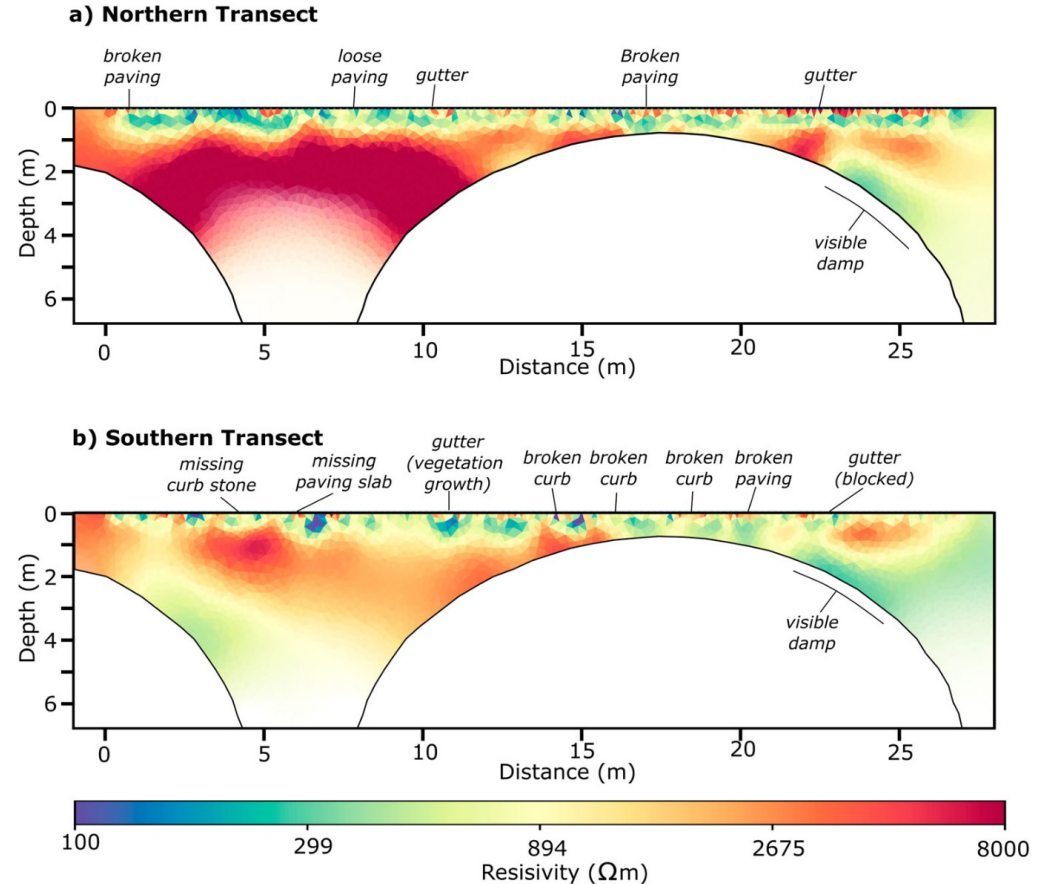 a) Northern Transect
broken
paving
loose
paving
gutter
Broken
paving
gutter
0
2
4
6
Depth (m)
visible
damp
0
5
10
15
20
25
Distance (m)
b) Southern Transect
missing
curb stone
missing
paving slab
gutter
(vegetation
growth)
broken
curb
broken
curb
broken
curb
broken
paving
gutter
(blocked)
0
2
4
6
Depth (m)
visible
damp
0
5
10
15
20
25
Distance (m)
100
299
894
2675
8000
Resisivity (Ωm)